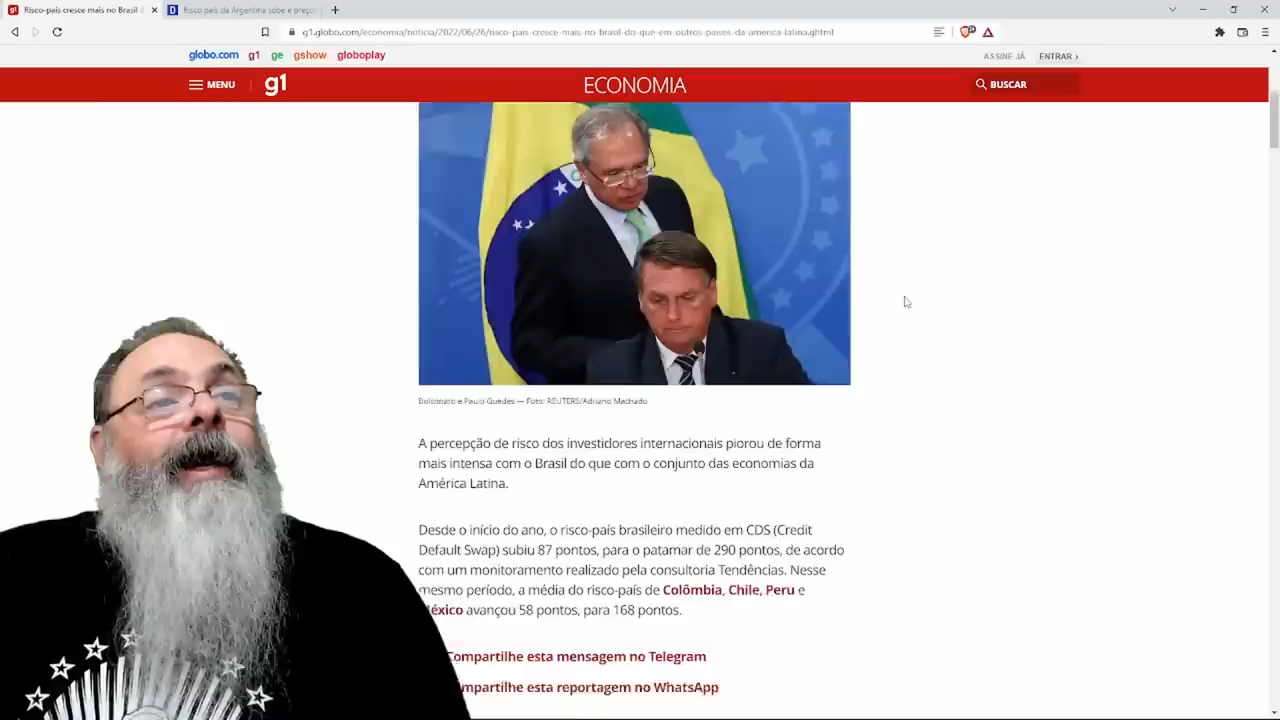 Risco-país cresce mais no Brasil d
Risco país da Argentina sobe e preços
g1.globo.com/economia/noticia/2022/06/26/risco-pais-cresce-mais-no-brasil-do-que-em-outros-paises-da-america-latina.ghtml
globo.com g1 ge gshow globoplay ASSINE JÁ ENTRAR ›
MENU g1 ECONOMIA BUSCAR
Bolsonaro e Paulo Guedes — Foto: REUTERS/Adriano Machado
A percepção de risco dos investidores internacionais piorou de forma
mais intensa com o Brasil do que com o conjunto das economias da
América Latina.
Desde o início do ano, o risco-país brasileiro medido em CDS (Credit
Default Swap) subiu 87 pontos, para o patamar de 290 pontos, de acordo
com um monitoramento realizado pela consultoria Tendências. Nesse
mesmo período, a média do risco-país de Colômbia, Chile, Peru e
éxico avançou 58 pontos, para 168 pontos.
Compartilhe esta mensagem no Telegram
mpartilhe esta reportagem no WhatsApp